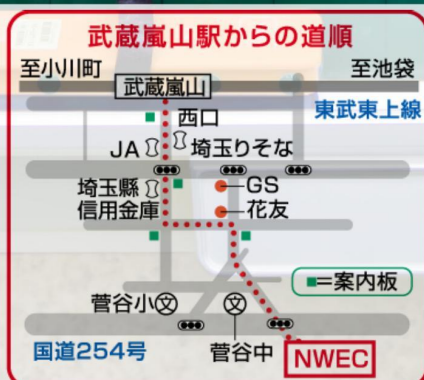 武蔵嵐山駅からの道順
至小川町
武蔵嵐山
至池袋
東武東上線
西口
JA
埼玉りそな
埼玉縣
信用金庫
GS
花友
■=案内板
菅谷小文
文
菅谷中
国道254号
NWEC